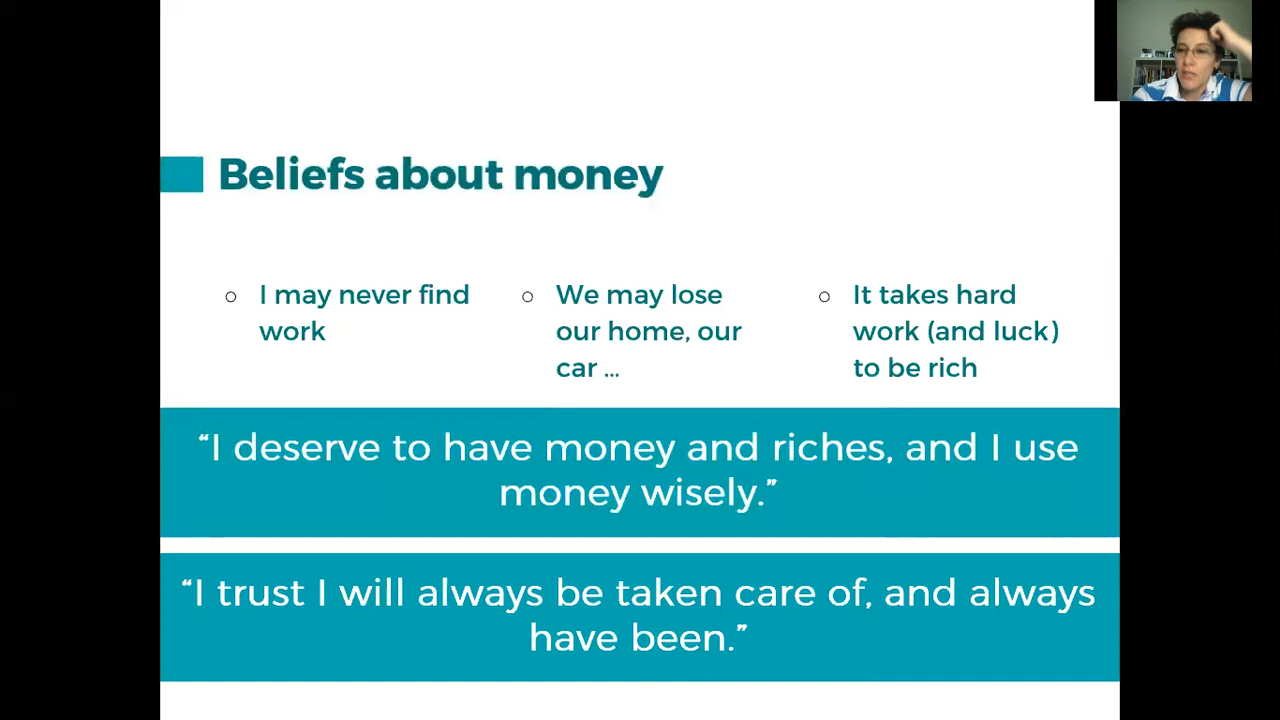 Beliefs about money
○ I may never find
work
○ We may lose
our home, our
car ...
○ It takes hard
work (and luck)
to be rich
“I deserve to have money and riches, and I use
money wisely.”
“I trust I will always be taken care of, and always
have been.”